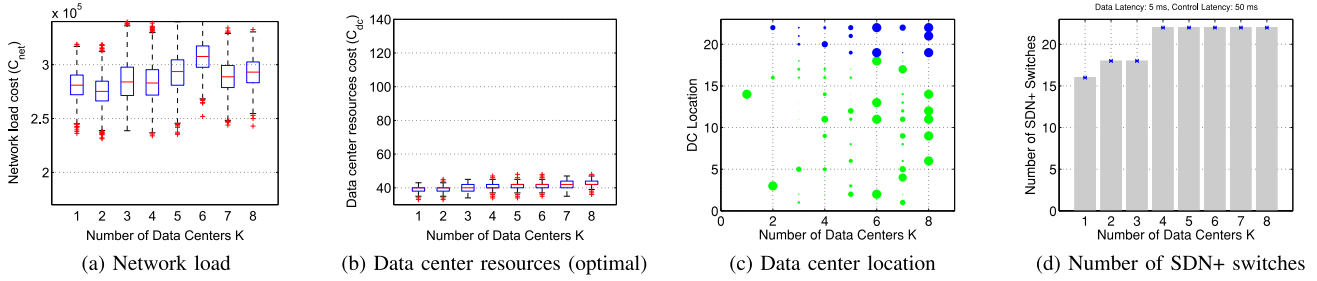 x 10⁵
3
2.5
2
Network load cost (C_net)
1 2 3 4 5 6 7 8
Number of Data Centers K
(a) Network load
140
120
100
80
60
40
Data center resources cost (C_dc)
1 2 3 4 5 6 7 8
Number of Data Centers K
(b) Data center resources (optimal)
20
15
10
5
0
DC Location
0 2 4 6 8
Number of Data Centers K
(c) Data center location
Data Latency: 5 ms, Control Latency: 50 ms
20
15
10
5
0
Number of SDN+ Switches
1 2 3 4 5 6 7 8
Number of Data Centers K
(d) Number of SDN+ switches